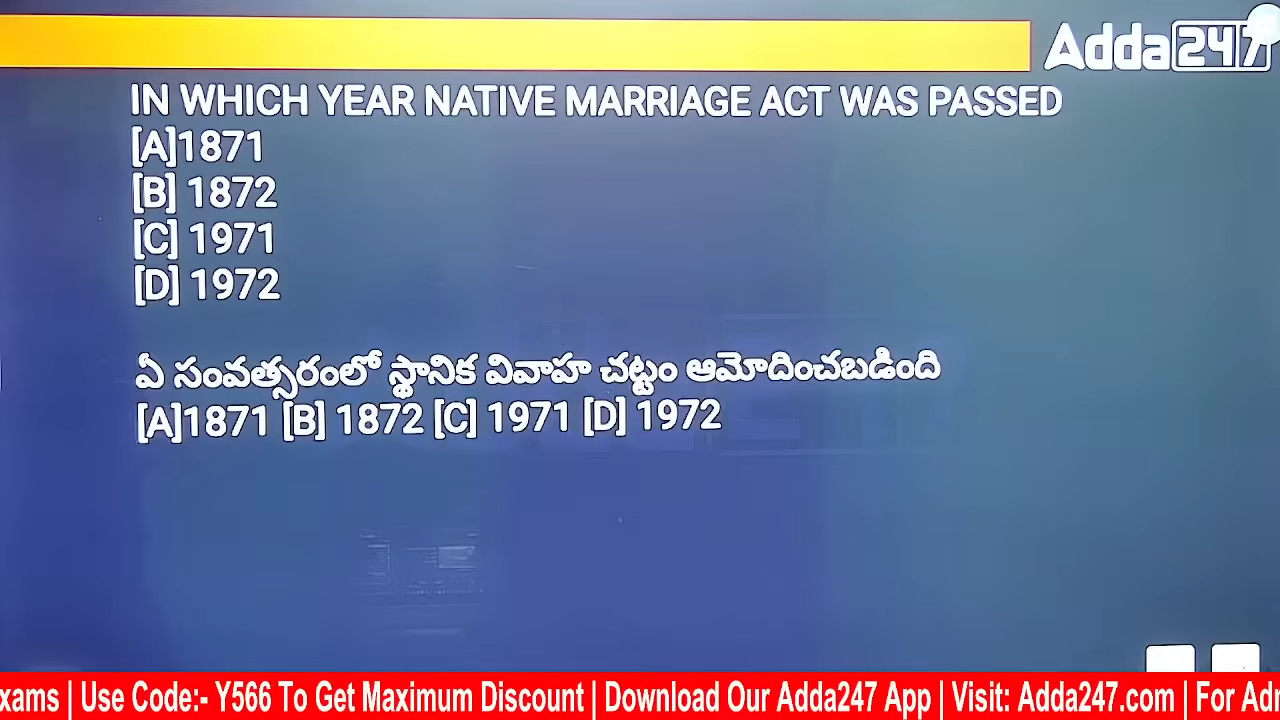 Adda247
IN WHICH YEAR NATIVE MARRIAGE ACT WAS PASSED
[A]1871
[B] 1872
[C] 1971
[D] 1972
ఏ సంవత్సరంలో స్థానిక వివాహ చట్టం ఆమోదించబడింది
[A]1871 [B] 1872 [C] 1971 [D] 1972
xams | Use Code:- Y566 To Get Maximum Discount | Download Our Adda247 App | Visit: Adda247.com | For Adm